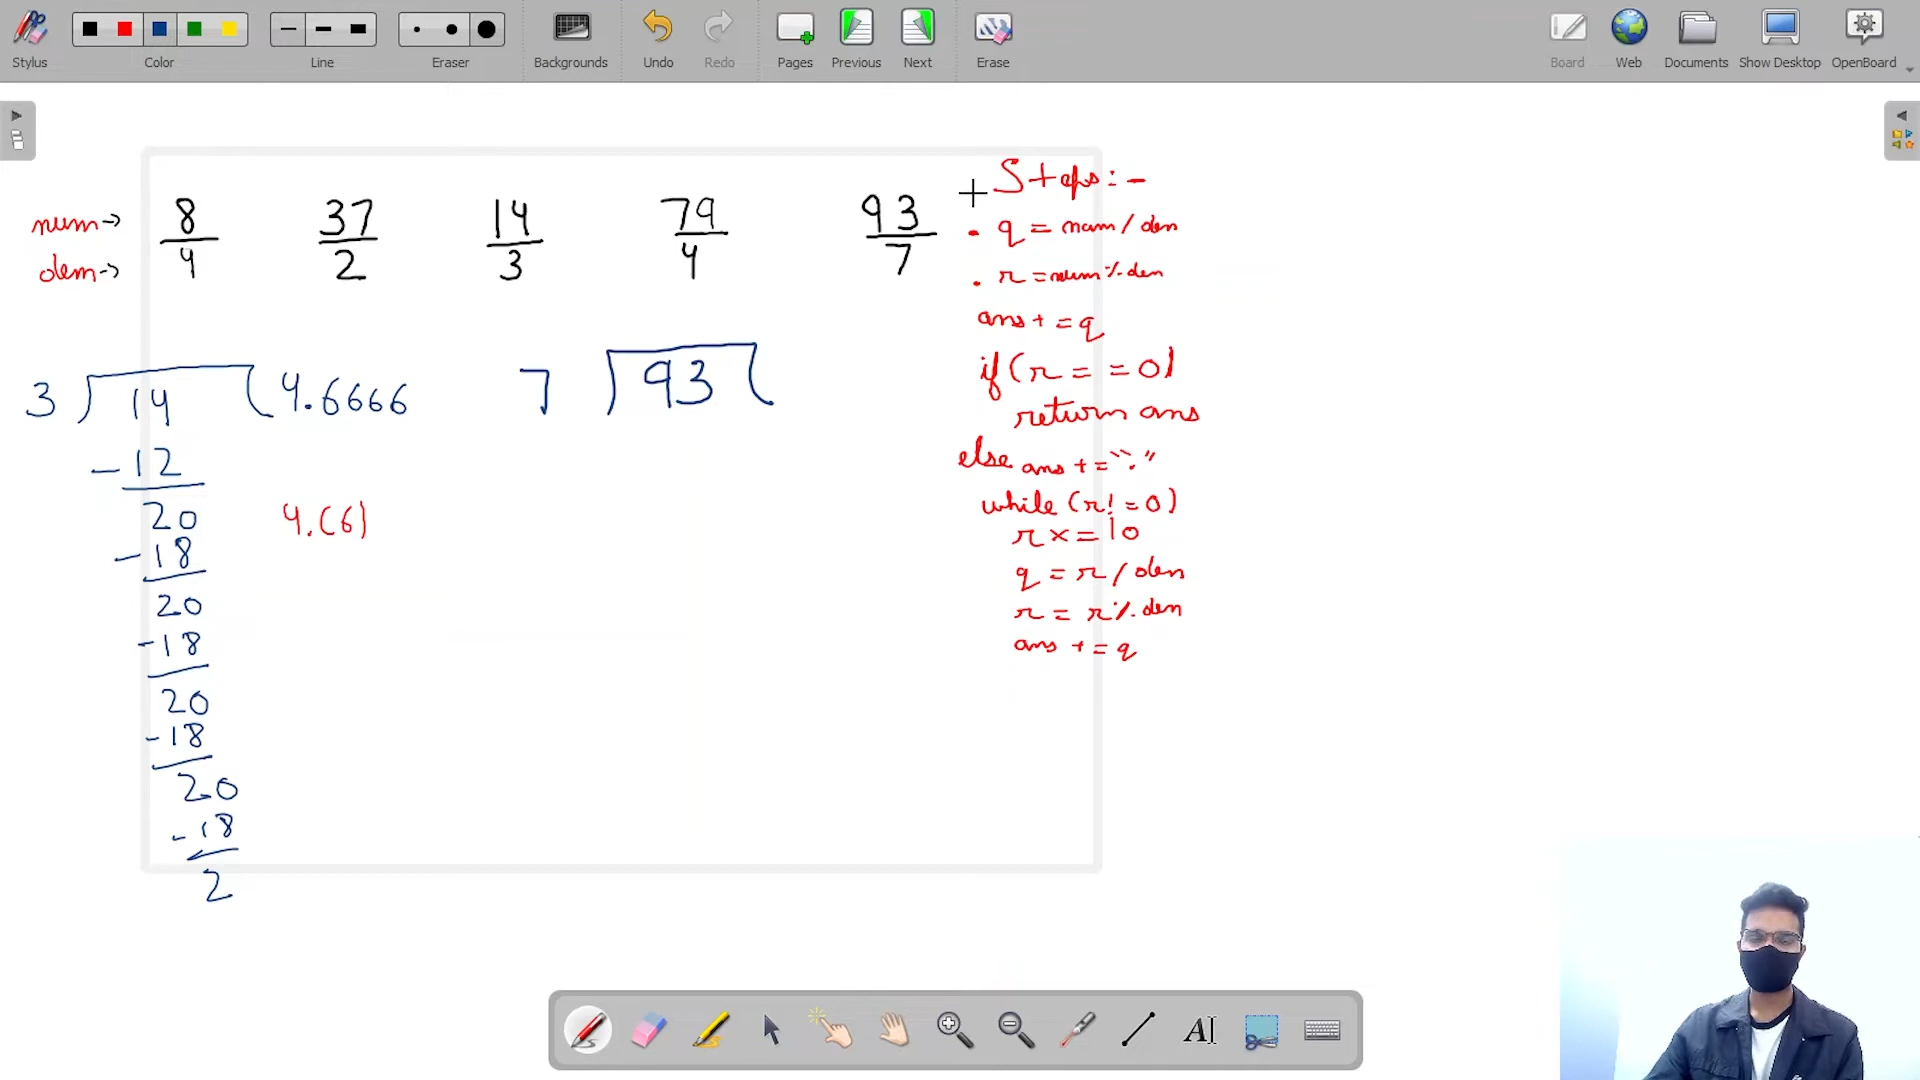 Stylus Color Line Eraser Backgrounds Undo Redo Pages Previous Next Erase Board Web Documents Show Desktop OpenBoard
num→ 8 37 14 79 93
den→ 4 2 3 4 7
3 ) 14 ( 4.6666
-12
20
-18
20
-18
20
-18
20
-18
2
4.(6)
7 ) 93 (
Steps:-
• q = num/den
• r = num%den
ans+=q
if(r==0)
return ans
else ans+="."
while(r!=0)
r×=10
q = r/den
r = r%den
ans+=q
AI